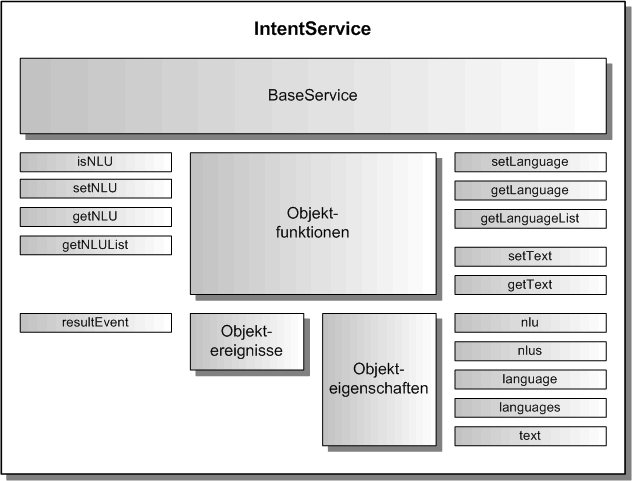 IntentService
BaseService
isNLU
setNLU
getNLU
getNLUList
Objekt-
funktionen
setLanguage
getLanguage
getLanguageList
setText
getText
resultEvent
Objekt-
ereignisse
Objekt-
eigenschaften
nlu
nlus
language
languages
text